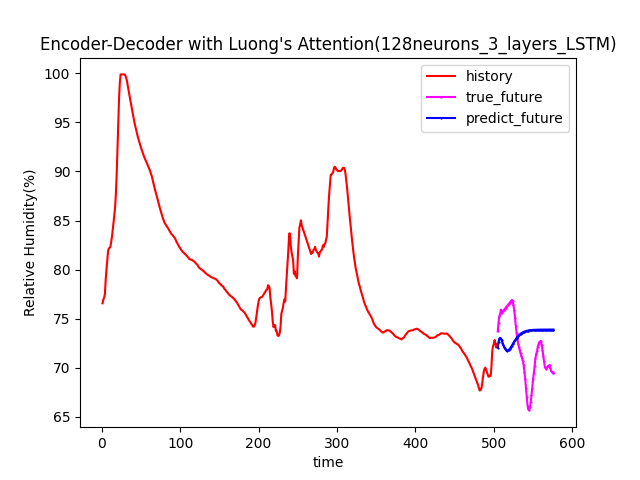 Encoder-Decoder with Luong's Attention(128neurons_3_layers_LSTM)
history
true_future
predict_future
Relative Humidity(%)
100
95
90
85
80
75
70
65
0 100 200 300 400 500 600
time